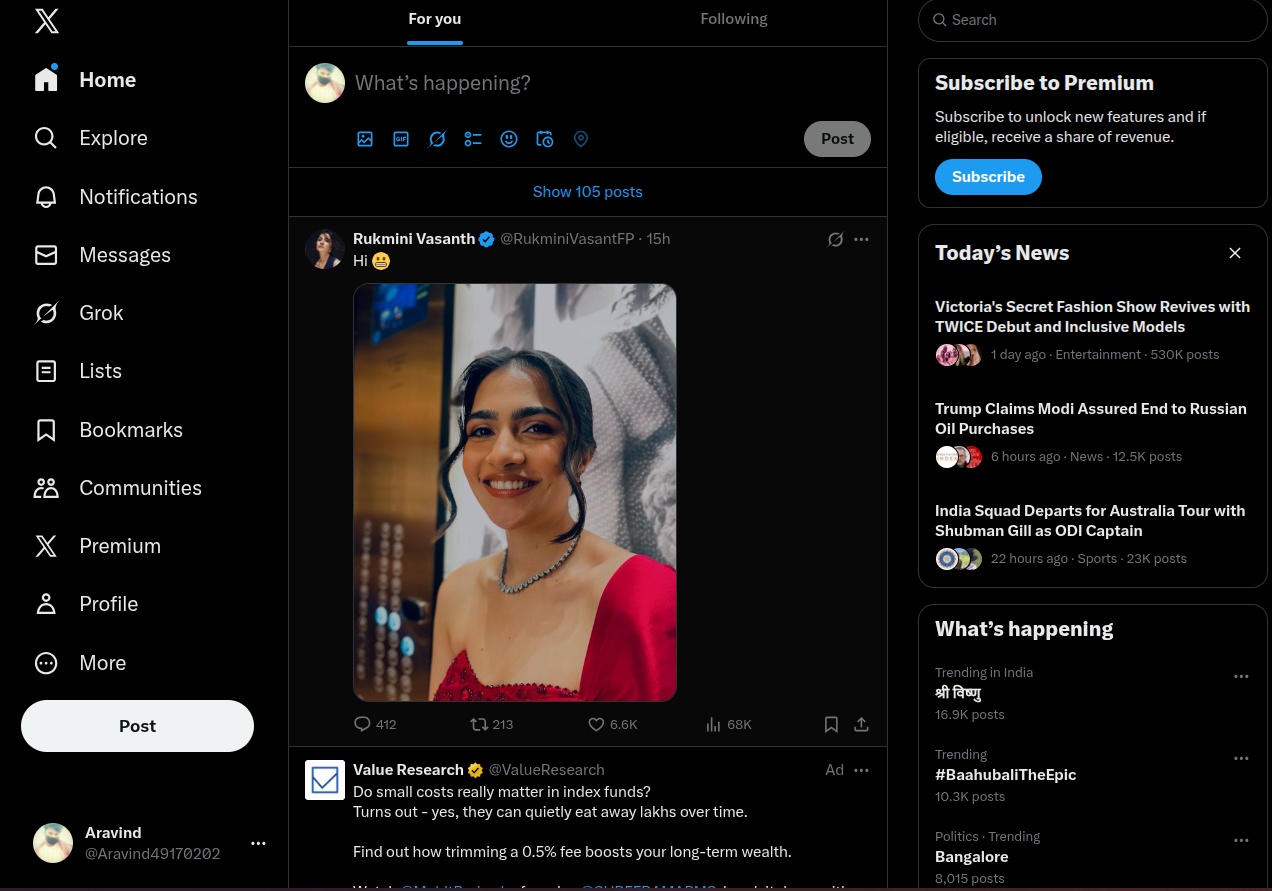 For you
Following
Search
Home
What's happening?
Subscribe to Premium
Subscribe to unlock new features and if
eligible, receive a share of revenue.
Explore
GIF
Post
Subscribe
Notifications
Show 105 posts
Messages
Rukmini Vasanth @RukminiVasantFP · 15h
Hi 😬
Today's News
Grok
Victoria's Secret Fashion Show Revives with
TWICE Debut and Inclusive Models
1 day ago · Entertainment · 530K posts
Lists
Trump Claims Modi Assured End to Russian
Oil Purchases
6 hours ago · News · 12.5K posts
Bookmarks
Communities
India Squad Departs for Australia Tour with
Shubman Gill as ODI Captain
22 hours ago · Sports · 23K posts
Premium
Profile
What's happening
More
Trending in India
श्री विष्णु
16.9K posts
Post
412 213 6.6K 68K
Trending
#BaahubaliTheEpic
10.3K posts
Value Research @ValueResearch Ad
Do small costs really matter in index funds?
Turns out - yes, they can quietly eat away lakhs over time.
Find out how trimming a 0.5% fee boosts your long-term wealth.
Aravind
@Aravind49170202
Politics · Trending
Bangalore
8,015 posts